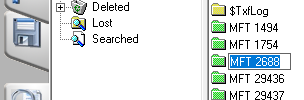 Deleted
Lost
Searched
$TxfLog
MFT 1494
MFT 1754
MFT 2688
MFT 29436
MFT 29437